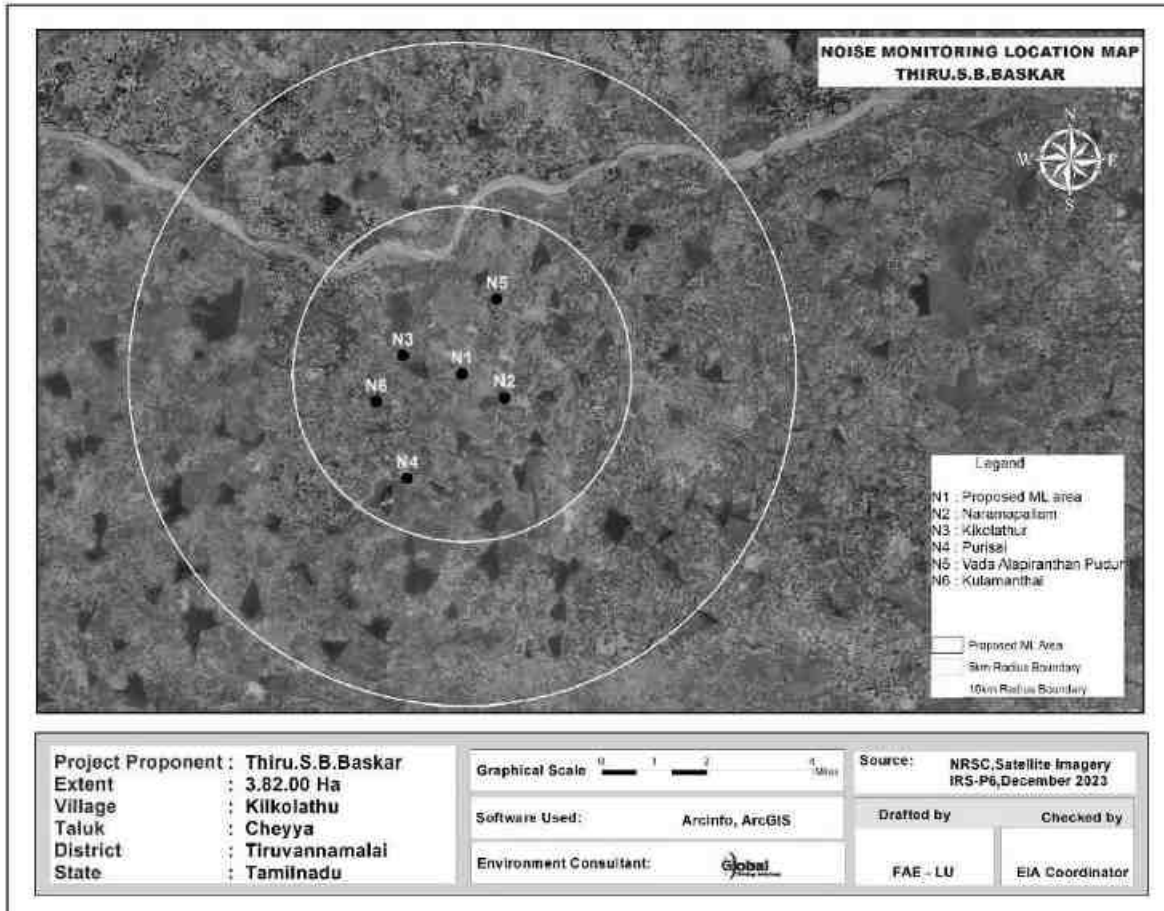 NOISE MONITORING LOCATION MAP
THIRU.S.B.BASKAR
N
W E
S
N5
N3
N1
N6
N2
N4
Legend
N1 : Proposed ML area
N2 : Naramapallam
N3 : Kikolathur
N4 : Purisai
N5 : Vada Alapiranthan Pudur
N6 : Kulamanthai
Proposed ML Area
5km Radius Boundary
10km Radius Boundary
Project Proponent : Thiru.S.B.Baskar
Extent : 3.82.00 Ha
Village : Kilkolathu
Taluk : Cheyya
District : Tiruvannamalai
State : Tamilnadu
Graphical Scale 0 1 2 4 Miles
Software Used: Arcinfo, ArcGIS
Environment Consultant: Global
Source: NRSC,Satellite Imagery
IRS-P6,December 2023
Drafted by Checked by
FAE - LU EIA Coordinator